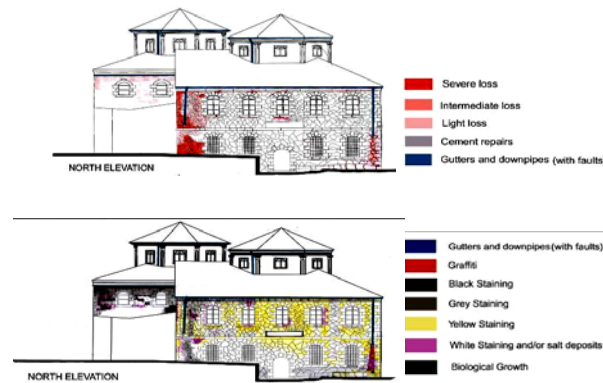 Severe loss
Intermediate loss
Light loss
Cement repairs
Gutters and downpipes (with faults
NORTH ELEVATION
Gutters and downpipes(with faults)
Graffiti
Black Staining
Grey Staining
Yellow Staining
White Staining and/or salt deposits
Biological Growth
NORTH ELEVATION